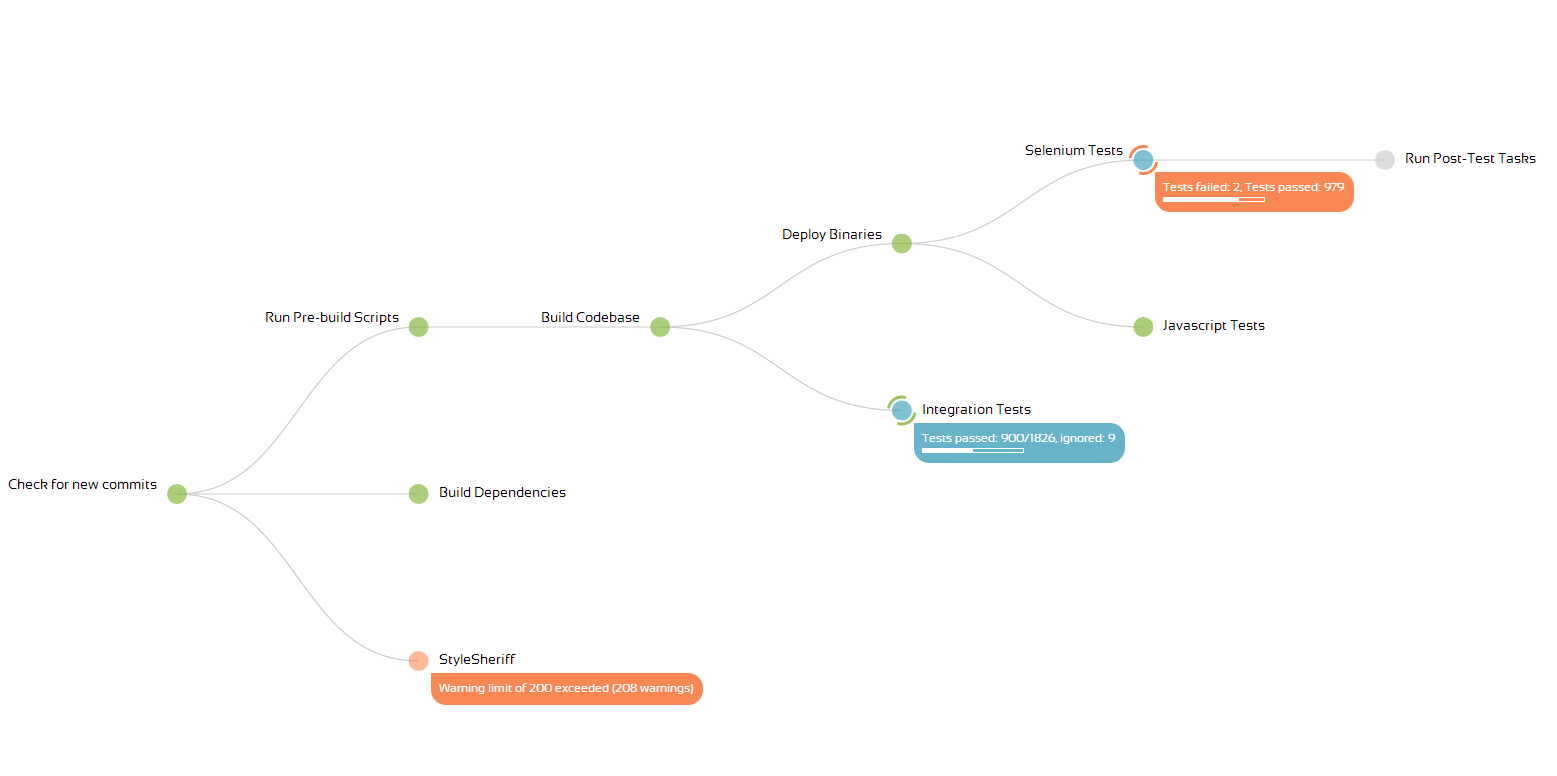 Selenium Tests
Run Post-Test Tasks
Tests failed: 2, Tests passed: 979
Deploy Binaries
Run Pre-build Scripts
Build Codebase
Javascript Tests
Integration Tests
Tests passed: 900/1826, ignored: 9
Check for new commits
Build Dependencies
StyleSheriff
Warning limit of 200 exceeded (208 warnings)